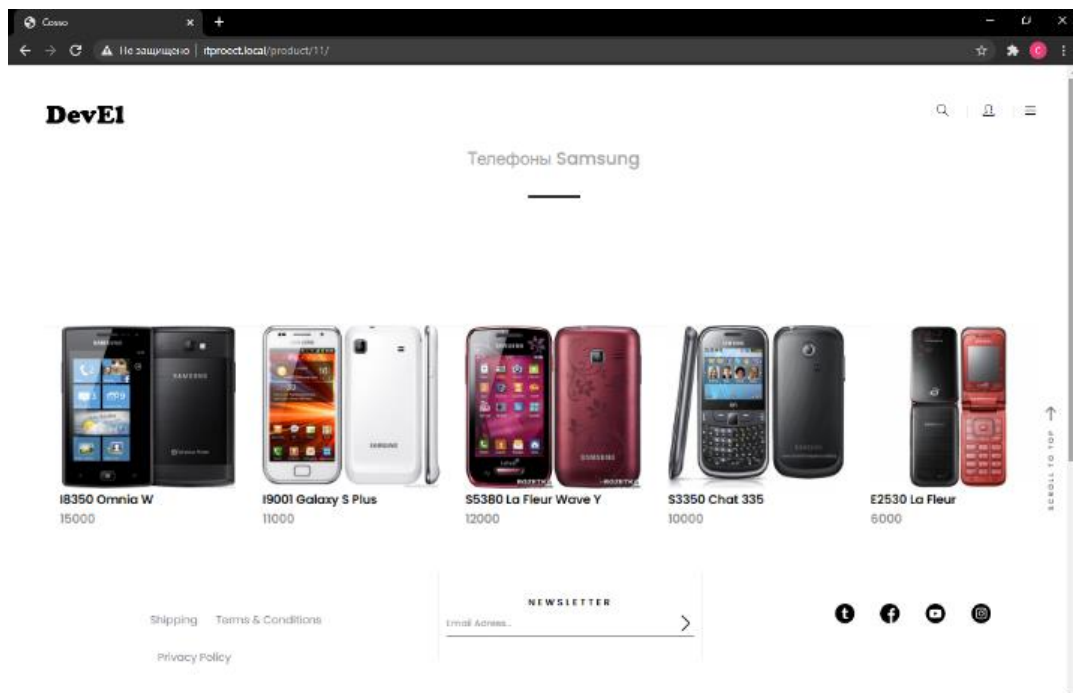 Cosso
Не защищено | rtproect.local/product/11/
DevEl
Телефоны Samsung
I8350 Omnia W
15000
I9001 Galaxy S Plus
11000
S5380 La Fleur Wave Y
12000
S3350 Chat 335
10000
E2530 La Fleur
6000
SCROLL TO TOP
NEWSLETTER
Email Adress..
Shipping
Terms & Conditions
Privacy Policy